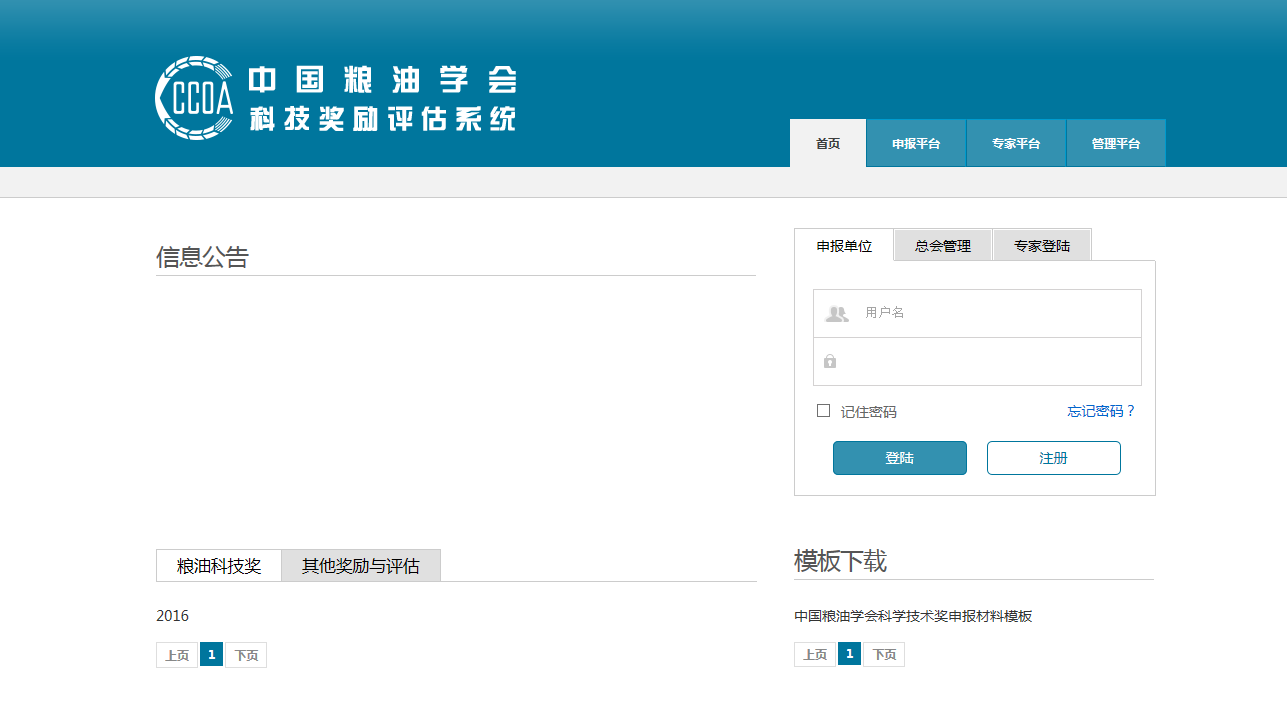 CCOA
中国粮油学会
科技奖励评估系统
首页
申报平台
专家平台
管理平台
信息公告
申报单位
总会管理
专家登陆
用户名
记住密码
忘记密码？
登陆
注册
粮油科技奖
其他奖励与评估
2016
上页
1
下页
模板下载
中国粮油学会科学技术奖申报材料模板
上页
1
下页